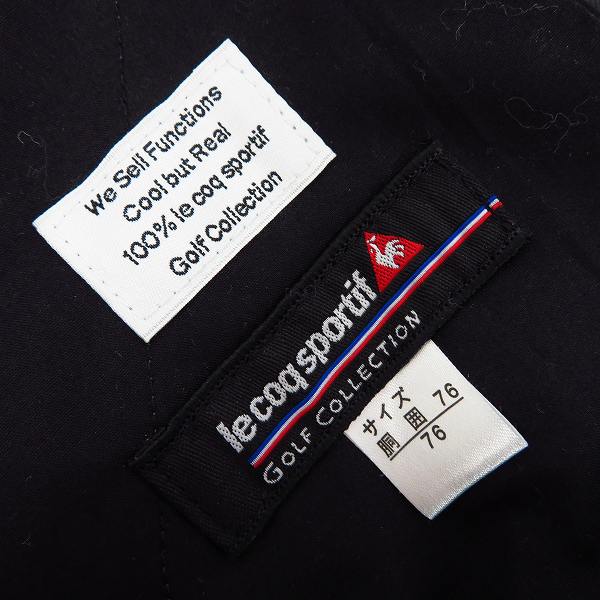 We Sell Functions
Cool but Real
100% le coq sportif
Golf Collection
le coq sportif
GOLF COLLECTION
サイズ 76
胴囲 76